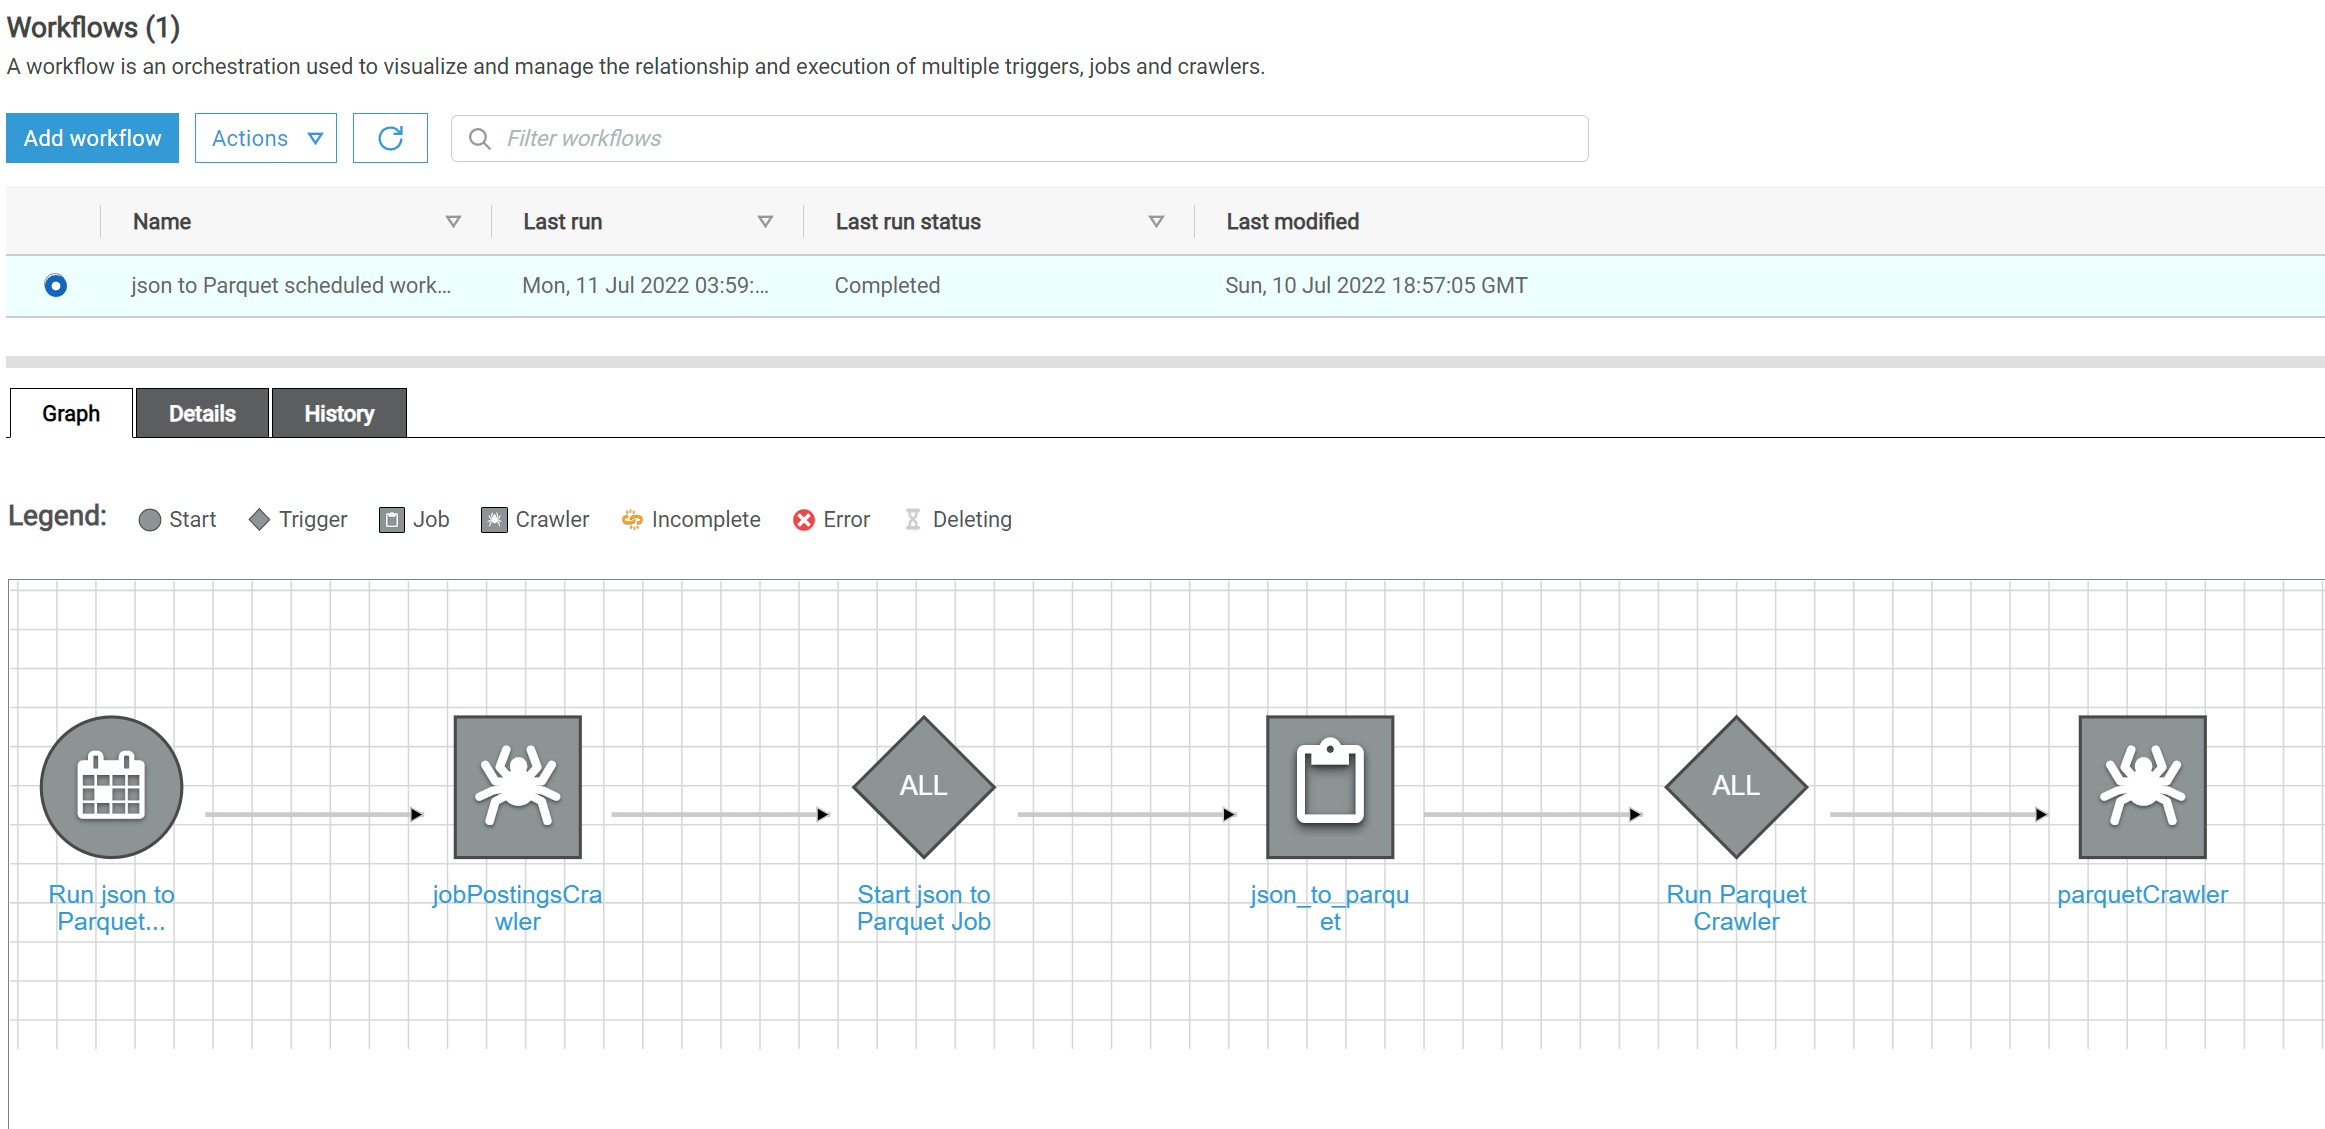 Workflows (1)
A workflow is an orchestration used to visualize and manage the relationship and execution of multiple triggers, jobs and crawlers.
Add workflow Actions Filter workflows
Name Last run Last run status Last modified
json to Parquet scheduled work... Mon, 11 Jul 2022 03:59:... Completed Sun, 10 Jul 2022 18:57:05 GMT
Graph Details History
Legend: Start Trigger Job Crawler Incomplete Error Deleting
ALL ALL
Run json to jobPostingsCra Start json to json_to_parqu Run Parquet parquetCrawler
Parquet... wler Parquet Job et Crawler